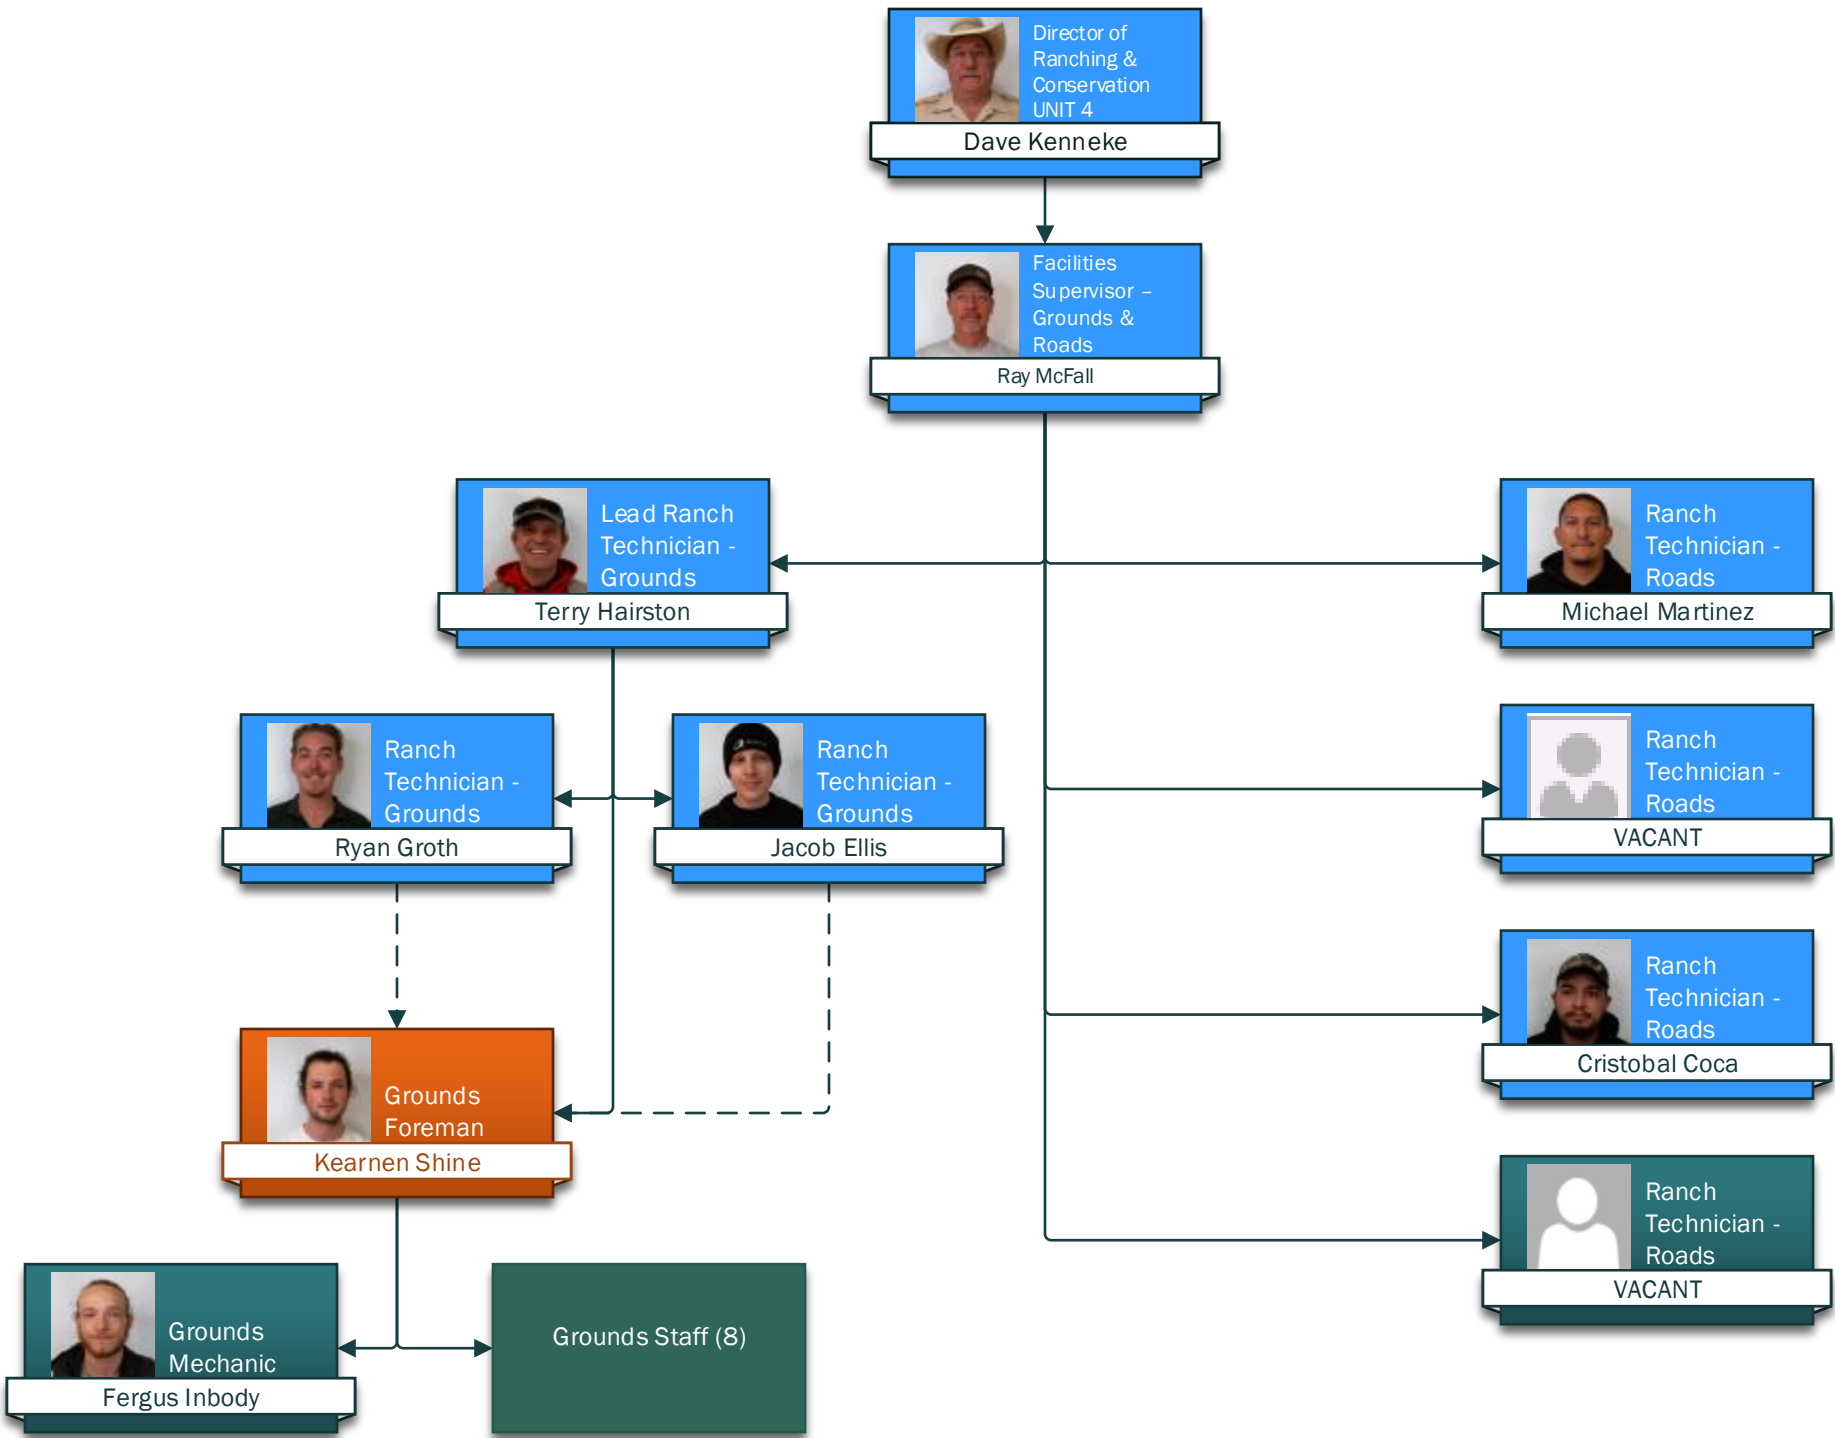 Director of
Ranching &
Conservation
UNIT 4
Dave Kenneke
Facilities
Supervisor –
Grounds &
Roads
Ray McFall
Lead Ranch
Technician -
Grounds
Terry Hairston
Ranch
Technician -
Roads
Michael Martinez
Ranch
Technician -
Grounds
Ryan Groth
Ranch
Technician -
Grounds
Jacob Ellis
Ranch
Technician -
Roads
VACANT
Ranch
Technician -
Roads
Cristobal Coca
Grounds
Foreman
Kearnen Shine
Ranch
Technician -
Roads
VACANT
Grounds
Mechanic
Fergus Inbody
Grounds Staff (8)